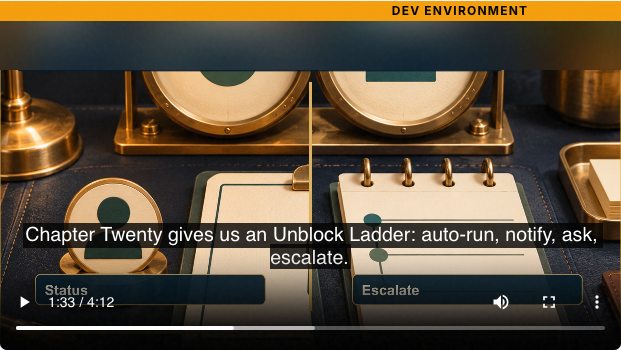 DEV ENVIRONMENT
Chapter Twenty gives us an Unblock Ladder: auto-run, notify, ask,
escalate.
Status
Escalate
1:33 / 4:12